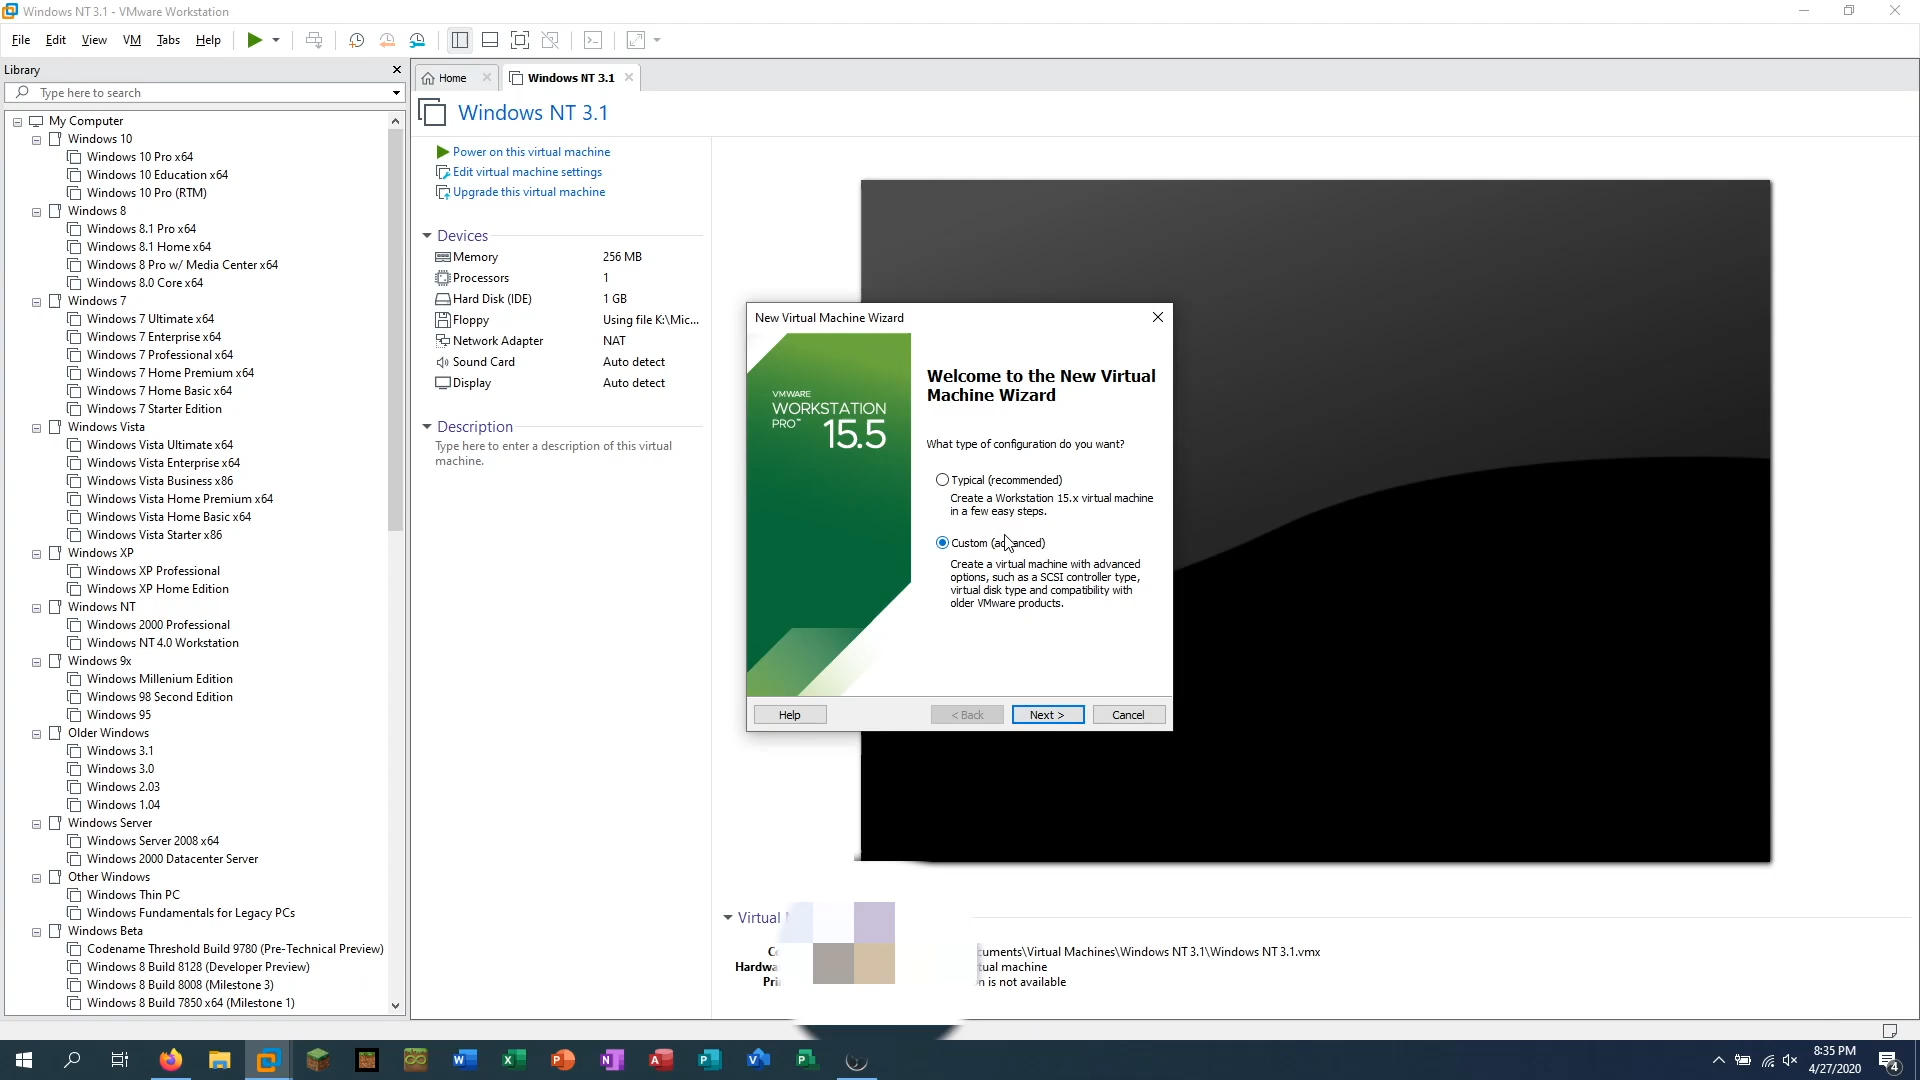 Windows NT 3.1 - VMware Workstation
File Edit View VM Tabs Help
Library
Type here to search
My Computer
Windows 10
Windows 10 Pro x64
Windows 10 Education x64
Windows 10 Pro (RTM)
Windows 8
Windows 8.1 Pro x64
Windows 8.1 Home x64
Windows 8 Pro w/ Media Center x64
Windows 8.0 Core x64
Windows 7
Windows 7 Ultimate x64
Windows 7 Enterprise x64
Windows 7 Professional x64
Windows 7 Home Premium x64
Windows 7 Home Basic x64
Windows 7 Starter Edition
Windows Vista
Windows Vista Ultimate x64
Windows Vista Enterprise x64
Windows Vista Business x86
Windows Vista Home Premium x64
Windows Vista Home Basic x64
Windows Vista Starter x86
Windows XP
Windows XP Professional
Windows XP Home Edition
Windows NT
Windows 2000 Professional
Windows NT 4.0 Workstation
Windows 9x
Windows Millenium Edition
Windows 98 Second Edition
Windows 95
Older Windows
Windows 3.1
Windows 3.0
Windows 2.03
Windows 1.04
Windows Server
Windows Server 2008 x64
Windows 2000 Datacenter Server
Other Windows
Windows Thin PC
Windows Fundamentals for Legacy PCs
Windows Beta
Codename Threshold Build 9780 (Pre-Technical Preview)
Windows 8 Build 8128 (Developer Preview)
Windows 8 Build 8008 (Milestone 3)
Windows 8 Build 7850 x64 (Milestone 1)
Home Windows NT 3.1
Windows NT 3.1
Power on this virtual machine
Edit virtual machine settings
Upgrade this virtual machine
Devices
Memory 256 MB
Processors 1
Hard Disk (IDE) 1 GB
Floppy Using file K:\Mic...
Network Adapter NAT
Sound Card Auto detect
Display Auto detect
Description
Type here to enter a description of this virtual
machine.
New Virtual Machine Wizard
VMWARE
WORKSTATION
PRO™ 15.5
Welcome to the New Virtual
Machine Wizard
What type of configuration do you want?
Typical (recommended)
Create a Workstation 15.x virtual machine
in a few easy steps.
Custom (advanced)
Create a virtual machine with advanced
options, such as a SCSI controller type,
virtual disk type and compatibility with
older VMware products.
Help < Back Next > Cancel
Virtual
cuments\Virtual Machines\Windows NT 3.1\Windows NT 3.1.vmx
Hardwa tual machine
Pri n is not available
8:35 PM
4/27/2020
4